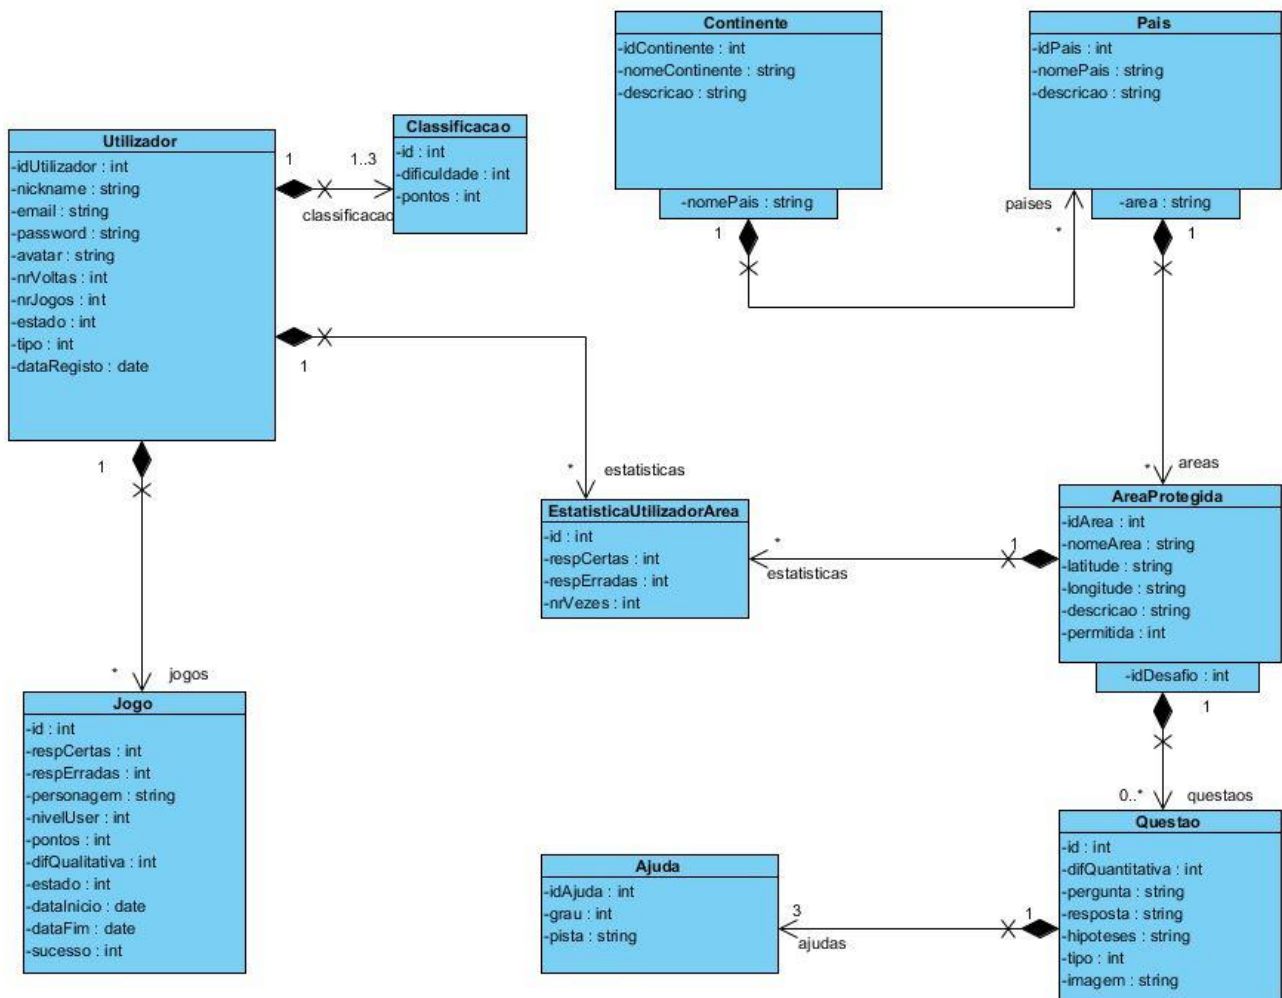 Continente
-idContinente : int
-nomeContinente : string
-descricao : string
-nomePais : string
1
Pais
-idPais : int
-nomePais : string
-descricao : string
-area : string
1
paises
*
Utilizador
-idUtilizador : int
-nickname : string
-email : string
-password : string
-avatar : string
-nrVoltas : int
-nrJogos : int
-estado : int
-tipo : int
-dataRegisto : date
1
1..3
classificacao
Classificacao
-id : int
-dificuldade : int
-pontos : int
1
* estatisticas
1
* jogos
EstatisticaUtilizadorArea
-id : int
-respCertas : int
-respErradas : int
-nrVezes : int
*
estatisticas
1
* areas
AreaProtegida
-idArea : int
-nomeArea : string
-latitude : string
-longitude : string
-descricao : string
-permitida : int
-idDesafio : int
1
0..* questaos
Jogo
-id : int
-respCertas : int
-respErradas : int
-personagem : string
-nivelUser : int
-pontos : int
-difQualitativa : int
-estado : int
-dataInicio : date
-dataFim : date
-sucesso : int
Ajuda
-idAjuda : int
-grau : int
-pista : string
3
ajudas
1
Questao
-id : int
-difQuantitativa : int
-pergunta : string
-resposta : string
-hipoteses : string
-tipo : int
-imagem : string